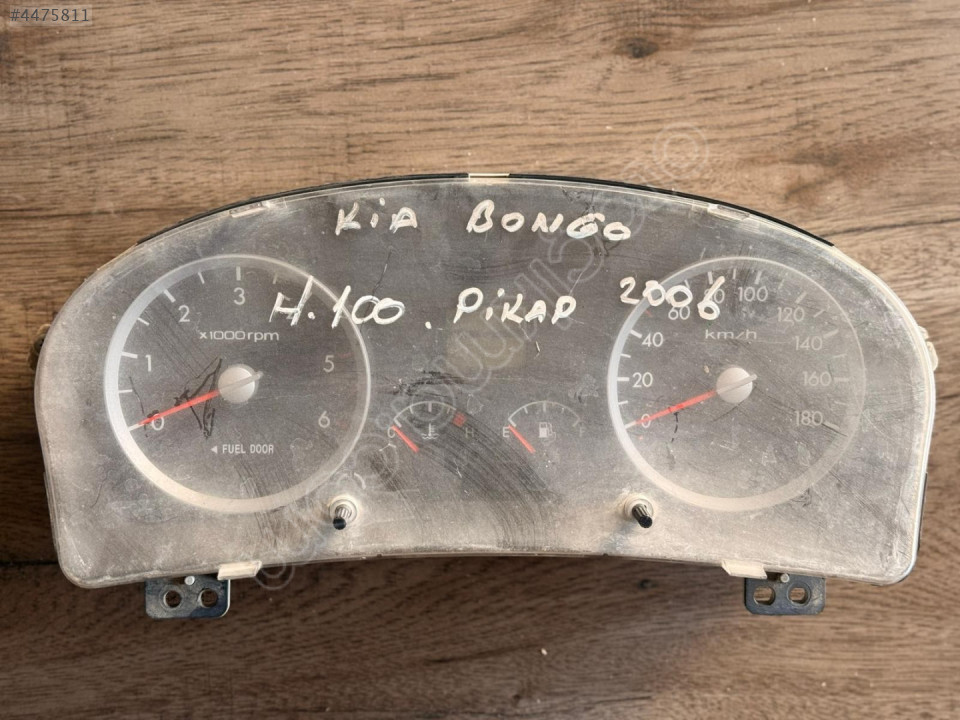 #4475811
KiA BONGO
H.100. PiKAP 2006
0 1 2 3 5 6
x1000rpm
◄ FUEL DOOR
C H
E
0 20 40 60 80 100 120 140 160 180
km/h